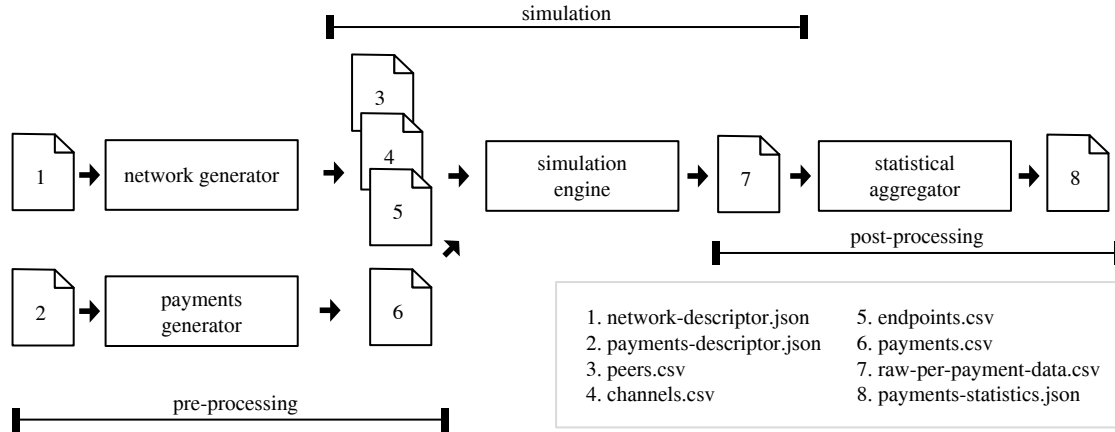 simulation
3
4
5
1
network generator
simulation
engine
7
statistical
aggregator
8
post-processing
2
payments
generator
6
1. network-descriptor.json
2. payments-descriptor.json
3. peers.csv
4. channels.csv
5. endpoints.csv
6. payments.csv
7. raw-per-payment-data.csv
8. payments-statistics.json
pre-processing